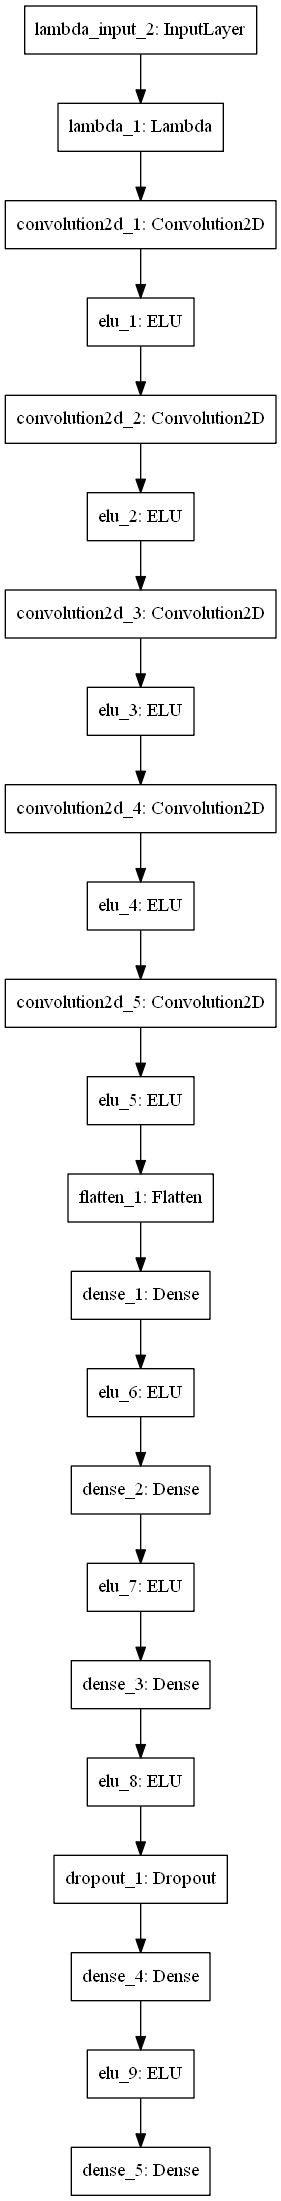 lambda_input_2: InputLayer
lambda_1: Lambda
convolution2d_1: Convolution2D
elu_1: ELU
convolution2d_2: Convolution2D
elu_2: ELU
convolution2d_3: Convolution2D
elu_3: ELU
convolution2d_4: Convolution2D
elu_4: ELU
convolution2d_5: Convolution2D
elu_5: ELU
flatten_1: Flatten
dense_1: Dense
elu_6: ELU
dense_2: Dense
elu_7: ELU
dense_3: Dense
elu_8: ELU
dropout_1: Dropout
dense_4: Dense
elu_9: ELU
dense_5: Dense